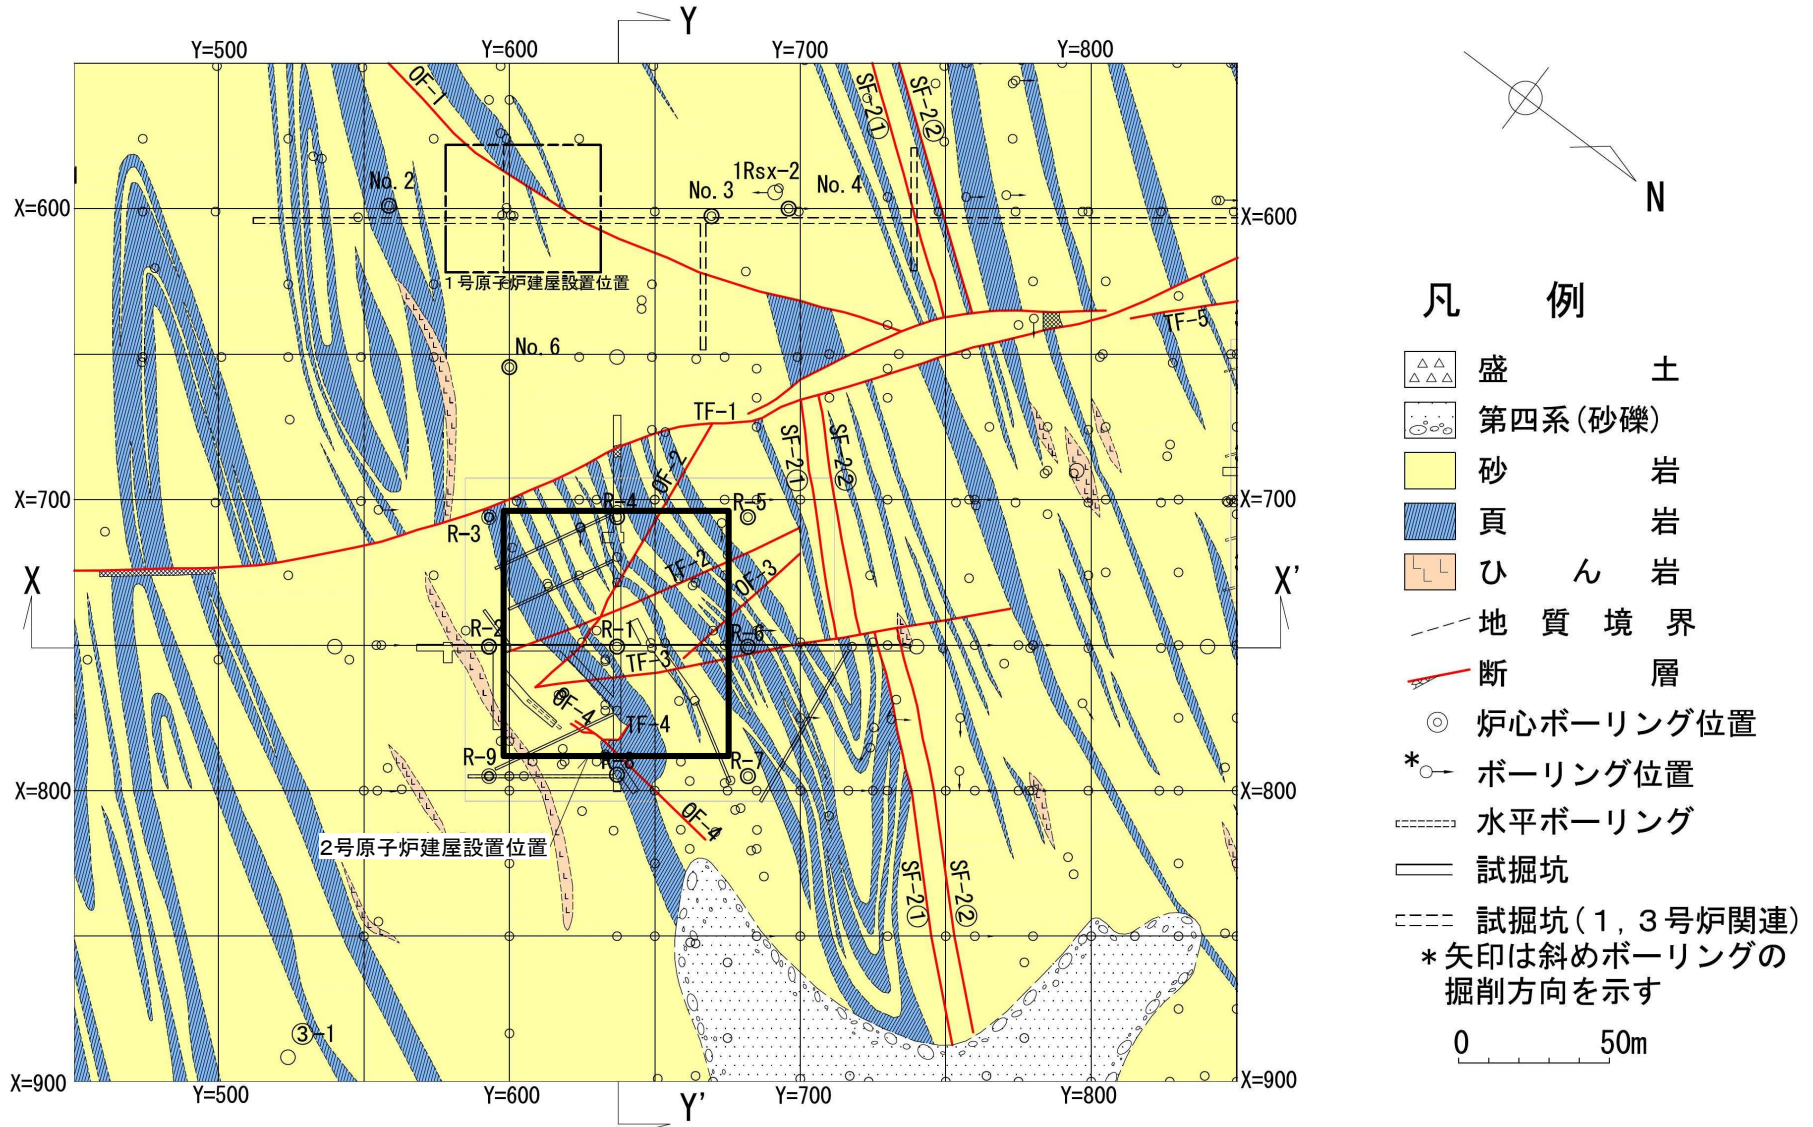 Y
Y=500
Y=600
Y=700
Y=800
OF-1
SF-2①
SF-2②
No.2
No.3
1Rsx-2
No.4
X=600
X=600
N
1号原子炉建屋設置位置
TF-5
No.6
TF-1
SF-2①
SF-2②
OF-2
X=700
X=700
R-3
R-4
R-5
TF-2
OF-3
X
X'
R-2
R-1
R-6
TF-3
OF-4
TF-4
R-9
R-8
R-7
X=800
X=800
OF-4
2号原子炉建屋設置位置
SF-2①
SF-2②
③-1
X=900
X=900
Y=500
Y=600
Y=700
Y=800
Y'
凡 例
盛 土
第四系(砂礫)
砂 岩
頁 岩
ひ ん 岩
地 質 境 界
断 層
炉心ボーリング位置
* ボーリング位置
水平ボーリング
試掘坑
試掘坑(1,3号炉関連)
*矢印は斜めボーリングの
掘削方向を示す
0 50m